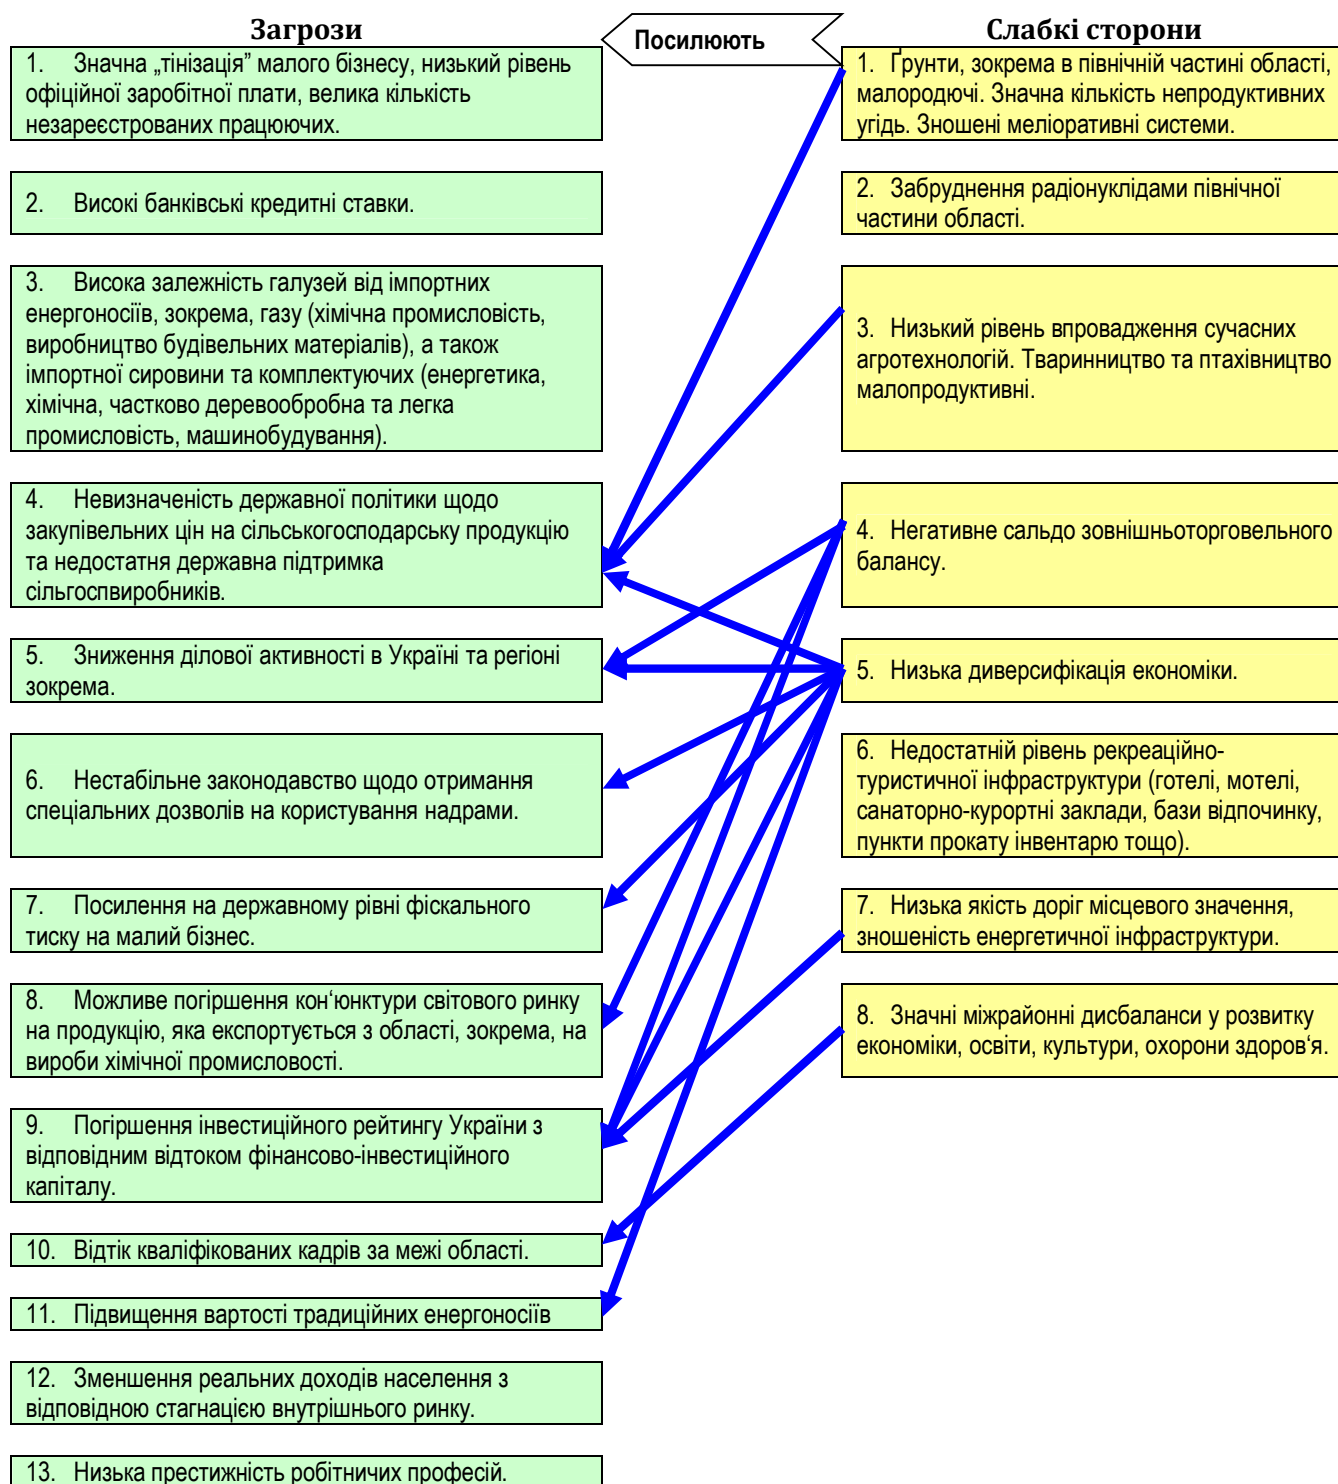 Загрози
Посилюють
Слабкі сторони
1. Значна „тінізація” малого бізнесу, низький рівень
офіційної заробітної плати, велика кількість
незареєстрованих працюючих.
2. Високі банківські кредитні ставки.
3. Висока залежність галузей від імпортних
енергоносіїв, зокрема, газу (хімічна промисловість,
виробництво будівельних матеріалів), а також
імпортної сировини та комплектуючих (енергетика,
хімічна, частково деревообробна та легка
промисловість, машинобудування).
4. Невизначеність державної політики щодо
закупівельних цін на сільськогосподарську продукцію
та недостатня державна підтримка
сільгоспвиробників.
5. Зниження ділової активності в Україні та регіоні
зокрема.
6. Нестабільне законодавство щодо отримання
спеціальних дозволів на користування надрами.
7. Посилення на державному рівні фіскального
тиску на малий бізнес.
8. Можливе погіршення кон‘юнктури світового ринку
на продукцію, яка експортується з області, зокрема, на
вироби хімічної промисловості.
9. Погіршення інвестиційного рейтингу України з
відповідним відтоком фінансово-інвестиційного
капіталу.
10. Відтік кваліфікованих кадрів за межі області.
11. Підвищення вартості традиційних енергоносіїв
12. Зменшення реальних доходів населення з
відповідною стагнацією внутрішнього ринку.
13. Низька престижність робітничих професій.
1. Ґрунти, зокрема в північній частині області,
малородючі. Значна кількість непродуктивних
угідь. Зношені меліоративні системи.
2. Забруднення радіонуклідами північної
частини області.
3. Низький рівень впровадження сучасних
агротехнологій. Тваринництво та птахівництво
малопродуктивні.
4. Негативне сальдо зовнішньоторговельного
балансу.
5. Низька диверсифікація економіки.
6. Недостатній рівень рекреаційно-
туристичної інфраструктури (готелі, мотелі,
санаторно-курортні заклади, бази відпочинку,
пункти прокату інвентарю тощо).
7. Низька якість доріг місцевого значення,
зношеність енергетичної інфраструктури.
8. Значні міжрайонні дисбаланси у розвитку
економіки, освіти, культури, охорони здоров‘я.